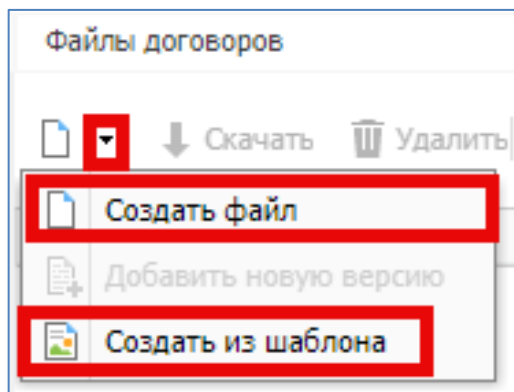 Файлы договоров
Скачать Удалить
Создать файл
Добавить новую версию
Создать из шаблона